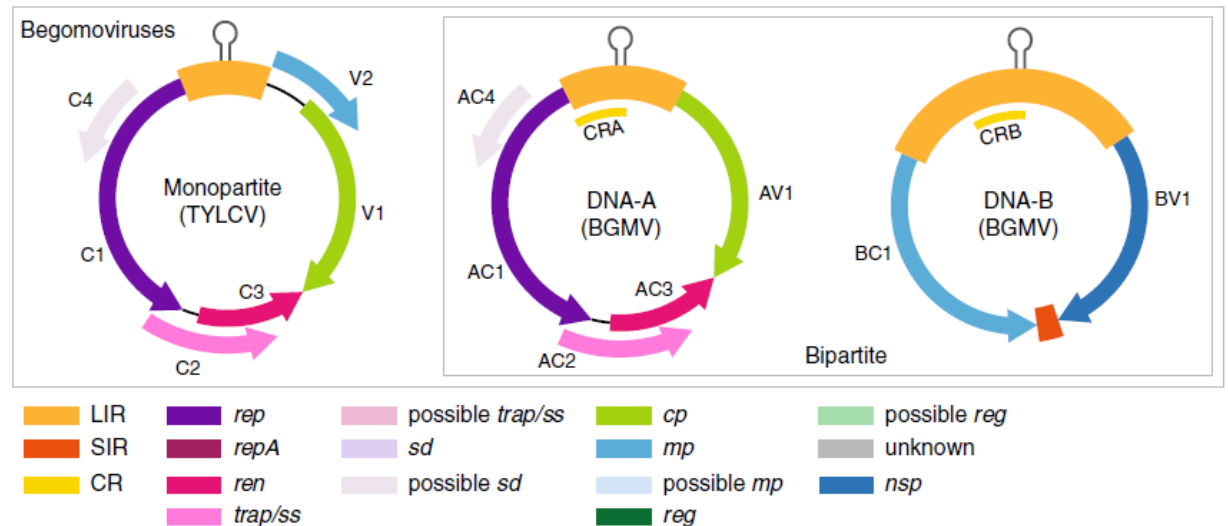 Begomoviruses
V2
C4
Monopartite
(TYLCV)
V1
C1
C3
C2
AC4
CRA
DNA-A
(BGMV)
AV1
AC1
AC3
AC2
CRB
DNA-B
(BGMV)
BV1
BC1
Bipartite
LIR
rep
possible trap/ss
cp
possible reg
SIR
repA
sd
mp
unknown
CR
ren
possible sd
possible mp
nsp
trap/ss
reg